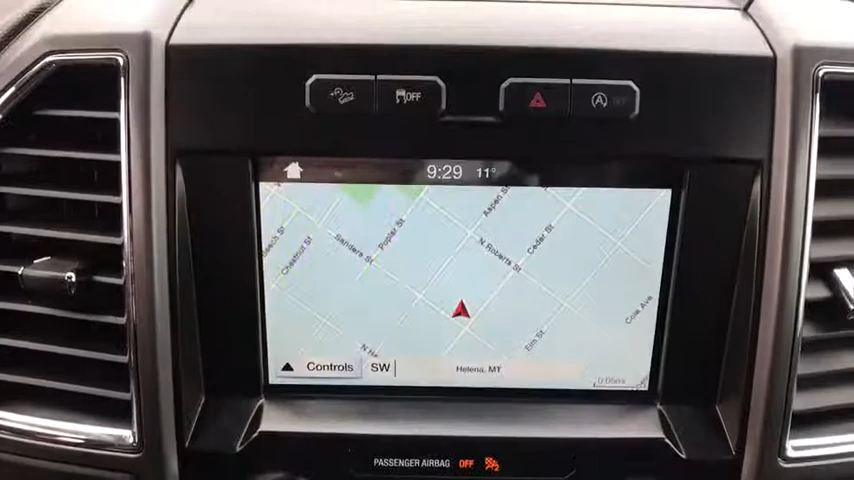 OFF
9:29 11°
Aspen St
Poplar St
Cedar St
Sanders St
Chestnut St
N Roberts St
Cole Ave
Elm St
Controls SW Helena, MT
PASSENGER AIRBAG OFF